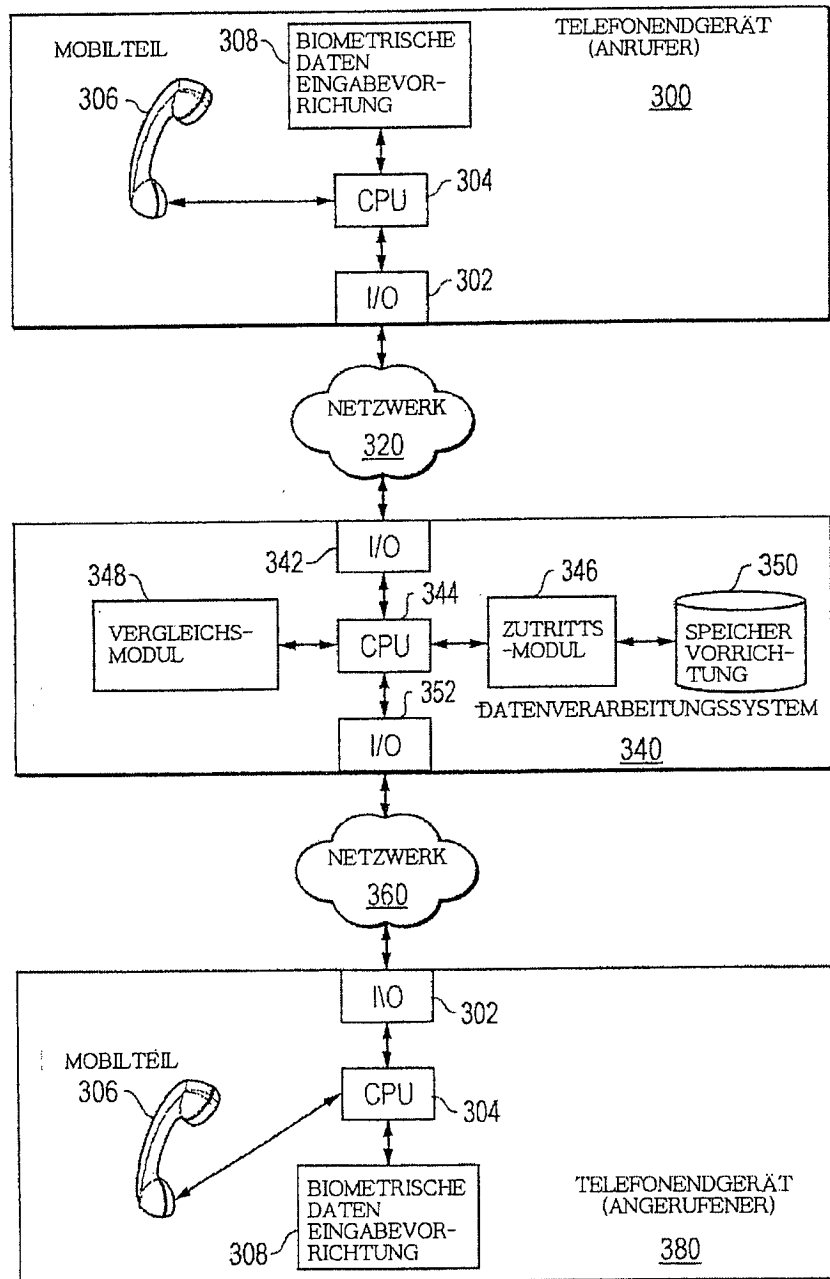 MOBILTEIL
306
308
BIOMETRISCHE
DATEN
EINGABEVOR-
RICHUNG
TELEFONENDGERÄT
(ANRUFER)
300
CPU
304
I/O
302
NETZWERK
320
I/O
342
348
VERGLEICHS-
MODUL
344
CPU
346
ZUTRITTS
-MODUL
350
SPEICHER
VORRICH-
TUNG
352
I/O
DATENVERARBEITUNGSSYSTEM
340
NETZWERK
360
I\O
302
MOBILTEIL
306
CPU
304
BIOMETRISCHE
DATEN
EINGABEVOR-
RICHTUNG
308
TELEFONENDGERÄT
(ANGERUFENER)
380